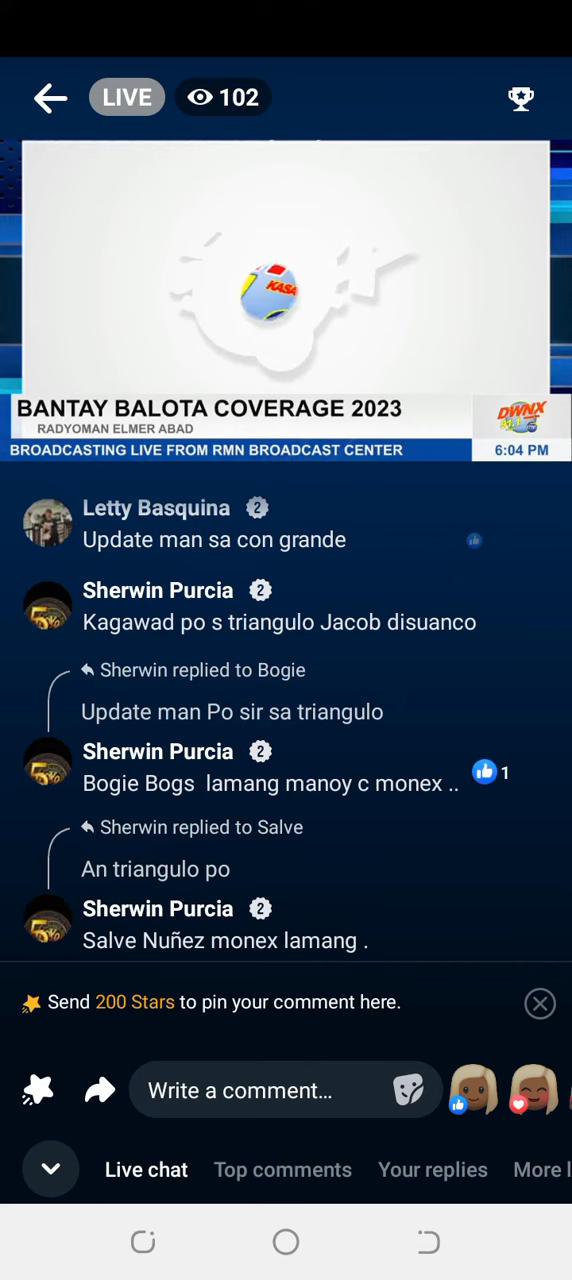 LIVE
102
KASA
BANTAY BALOTA COVERAGE 2023
RADYOMAN ELMER ABAD
DWNX
91.1
BROADCASTING LIVE FROM RMN BROADCAST CENTER
6:04 PM
Letty Basquina 2
Update man sa con grande
Sherwin Purcia 2
Kagawad po s triangulo Jacob disuanco
Sherwin replied to Bogie
Update man Po sir sa triangulo
Sherwin Purcia 2
Bogie Bogs lamang manoy c monex ..
1
Sherwin replied to Salve
An triangulo po
Sherwin Purcia 2
Salve Nuñez monex lamang .
Send 200 Stars to pin your comment here.
Write a comment...
Live chat
Top comments
Your replies
More l